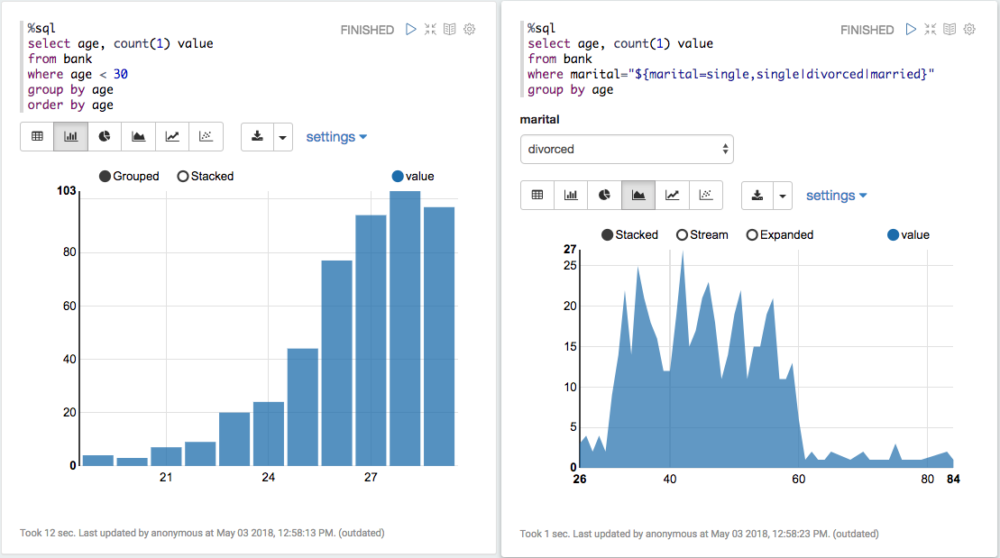 %sql
select age, count(1) value
from bank
where age < 30
group by age
order by age
FINISHED
settings
Grouped
Stacked
value
103
80
60
40
20
0
21
24
27
Took 12 sec. Last updated by anonymous at May 03 2018, 12:58:13 PM. (outdated)
%sql
select age, count(1) value
from bank
where marital="${marital=single,single|divorced|married}"
group by age
FINISHED
marital
divorced
settings
Stacked
Stream
Expanded
value
27
25
20
15
10
5
0
26
40
60
80
84
Took 1 sec. Last updated by anonymous at May 03 2018, 12:58:23 PM. (outdated)